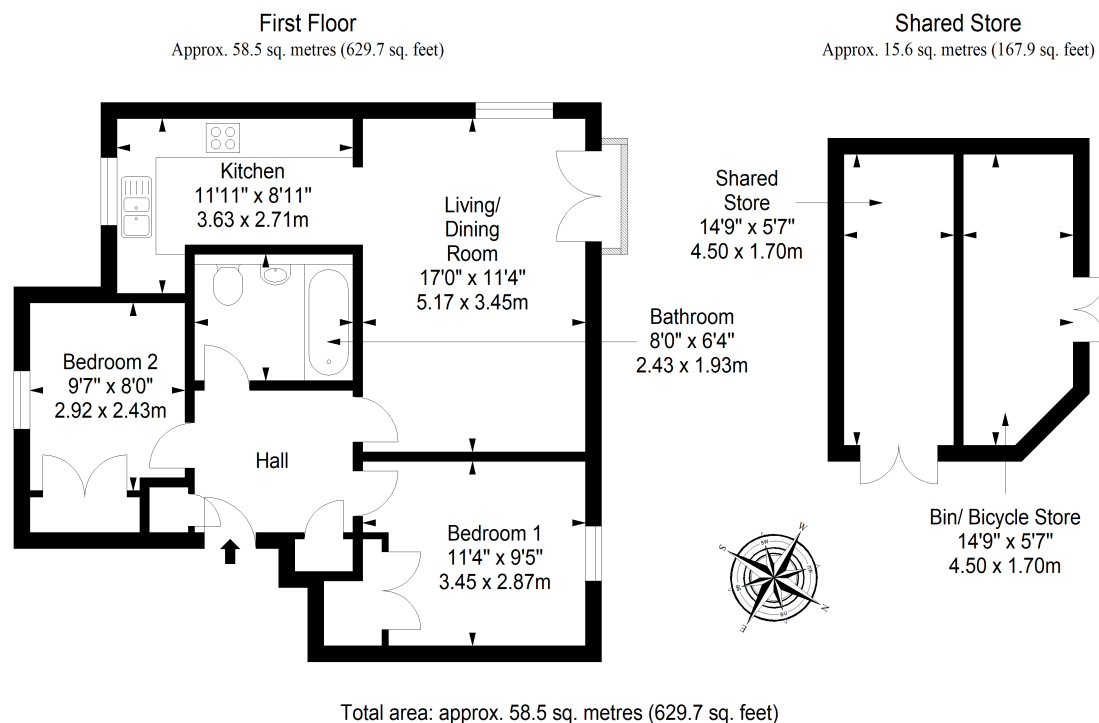 First Floor
Approx. 58.5 sq. metres (629.7 sq. feet)
Shared Store
Approx. 15.6 sq. metres (167.9 sq. feet)
Kitchen
11'11" x 8'11"
3.63 x 2.71m
Living/
Dining
Room
17'0" x 11'4"
5.17 x 3.45m
Shared
Store
14'9" x 5'7"
4.50 x 1.70m
Bathroom
8'0" x 6'4"
2.43 x 1.93m
Bedroom 2
9'7" x 8'0"
2.92 x 2.43m
Hall
Bedroom 1
11'4" x 9'5"
3.45 x 2.87m
Bin/ Bicycle Store
14'9" x 5'7"
4.50 x 1.70m
W
S
SW
N
E
Total area: approx. 58.5 sq. metres (629.7 sq. feet)